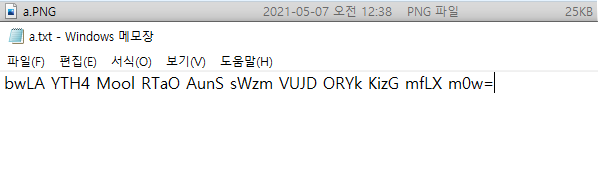 a.PNG 2021-05-07 오전 12:38 PNG 파일 25KB
a.txt - Windows 메모장
파일(F) 편집(E) 서식(O) 보기(V) 도움말(H)
bwLA YTH4 Mool RTaO AunS sWzm VUJD ORYk KizG mfLX m0w=